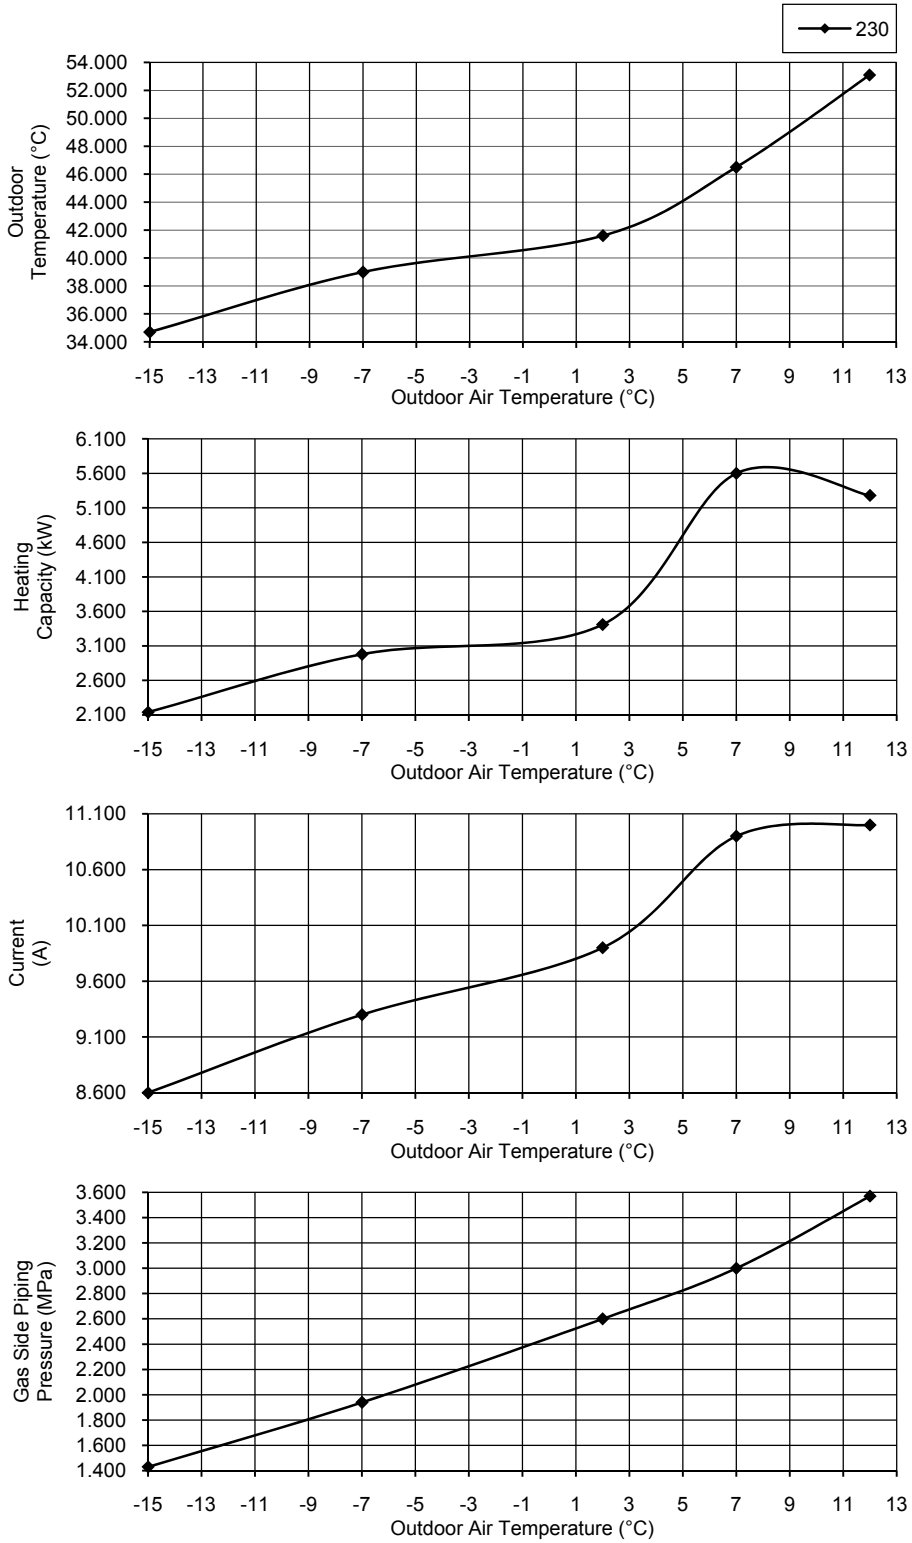 230
54.000
52.000
50.000
48.000
46.000
44.000
42.000
40.000
38.000
36.000
34.000
Outdoor
Temperature (°C)
-15 -13 -11 -9 -7 -5 -3 -1 1 3 5 7 9 11 13
Outdoor Air Temperature (°C)
6.100
5.600
5.100
4.600
4.100
3.600
3.100
2.600
2.100
Heating
Capacity (kW)
-15 -13 -11 -9 -7 -5 -3 -1 1 3 5 7 9 11 13
Outdoor Air Temperature (°C)
11.100
10.600
10.100
9.600
9.100
8.600
Current
(A)
-15 -13 -11 -9 -7 -5 -3 -1 1 3 5 7 9 11 13
Outdoor Air Temperature (°C)
3.600
3.400
3.200
3.000
2.800
2.600
2.400
2.200
2.000
1.800
1.600
1.400
Gas Side Piping
Pressure (MPa)
-15 -13 -11 -9 -7 -5 -3 -1 1 3 5 7 9 11 13
Outdoor Air Temperature (°C)